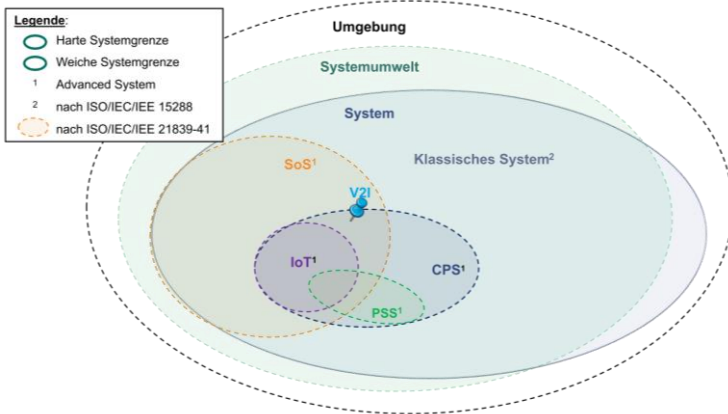 Legende:
Harte Systemgrenze
Weiche Systemgrenze
1 Advanced System
2 nach ISO/IEC/IEE 15288
nach ISO/IEC/IEE 21839-41
Umgebung
Systemumwelt
System
Klassisches System²
SoS¹
V2I
IoT¹
CPS¹
PSS¹